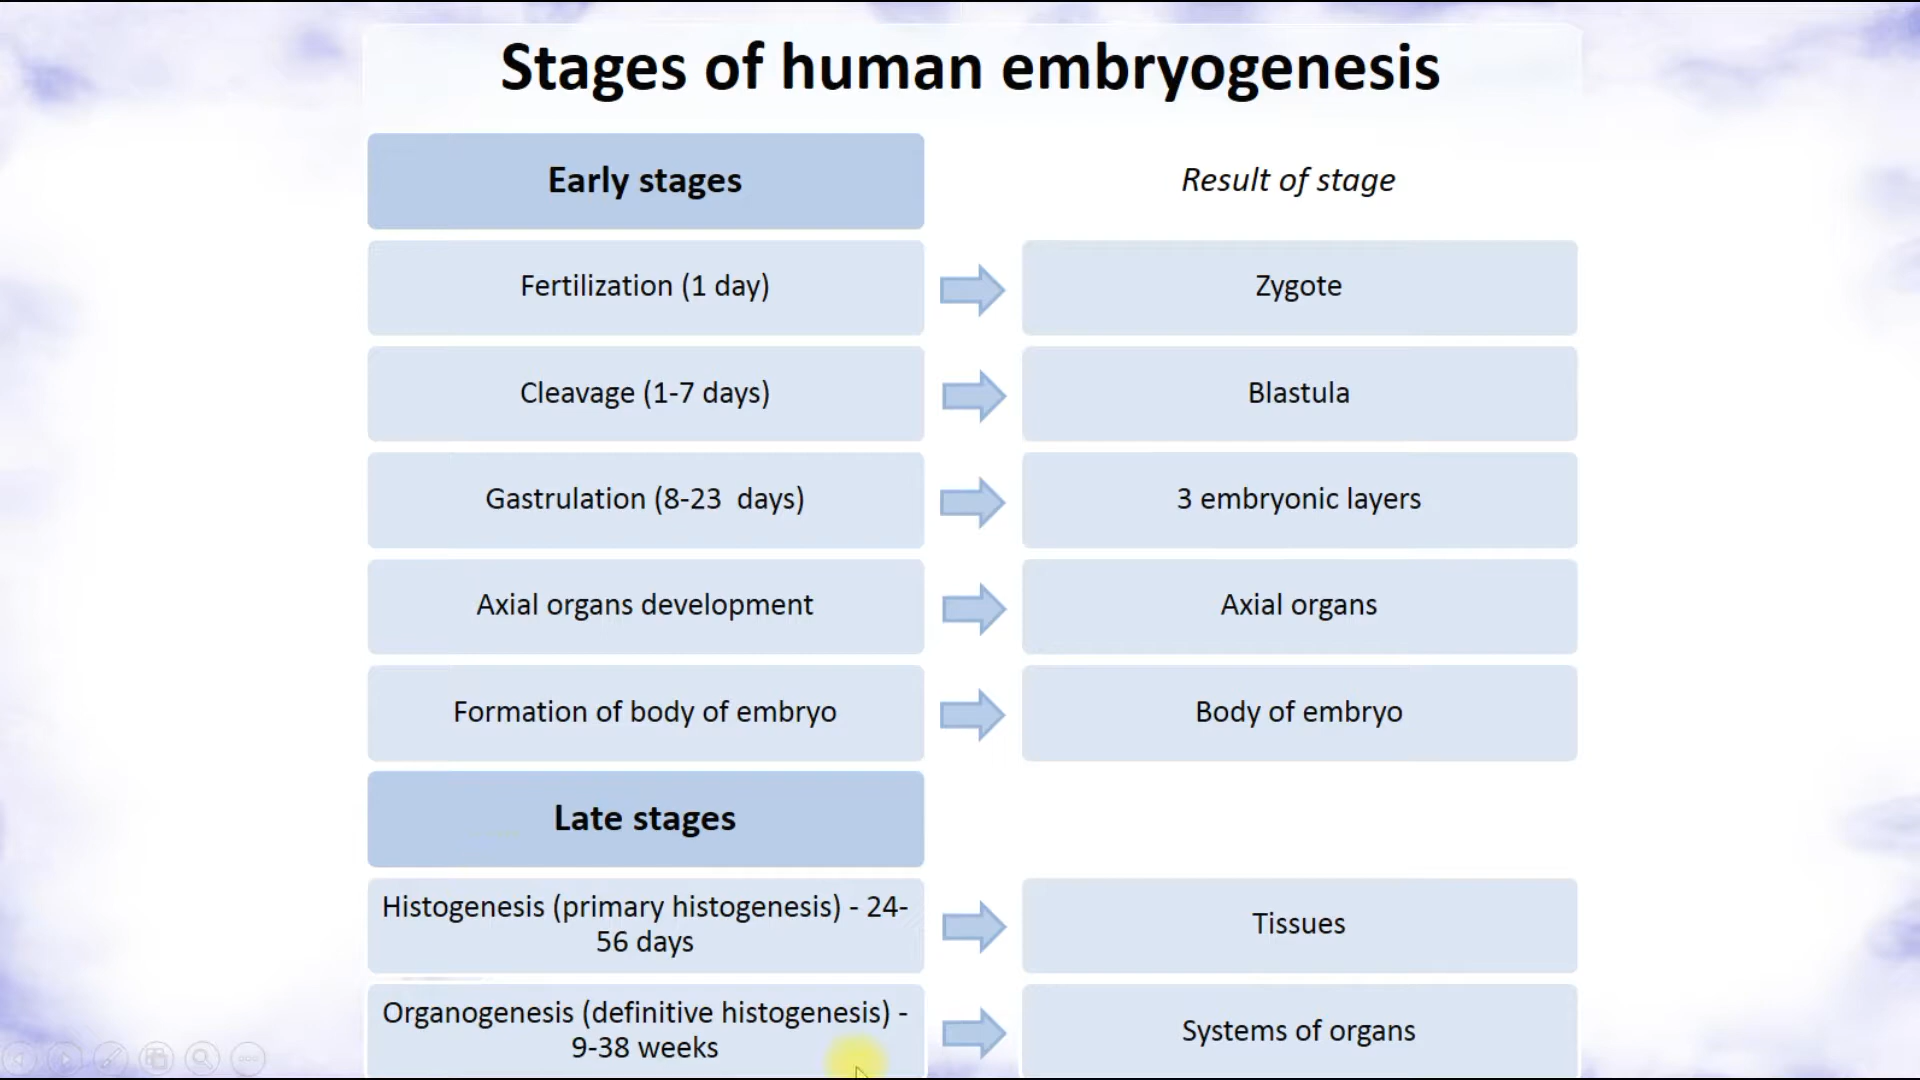 Stages of human embryogenesis
Early stages
Result of stage
Fertilization (1 day)
Zygote
Cleavage (1-7 days)
Blastula
Gastrulation (8-23  days)
3 embryonic layers
Axial organs development
Axial organs
Formation of body of embryo
Body of embryo
Late stages
Histogenesis (primary histogenesis) - 24-
56 days
Tissues
Organogenesis (definitive histogenesis) -
9-38 weeks
Systems of organs